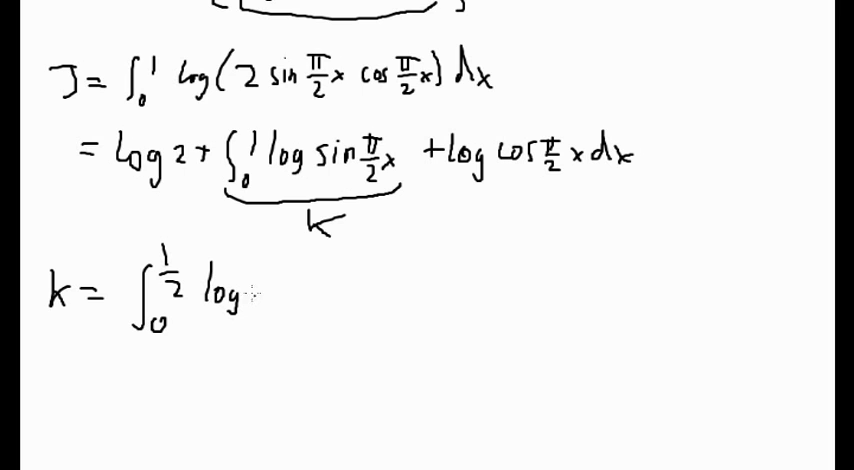 J = ∫₀¹ log(2 sin π/2 x cos π/2 x) dx
= log 2 + ∫₀¹ log sin π/2 x + log cos π/2 x dx
K
K = ∫₀^(1/2) log